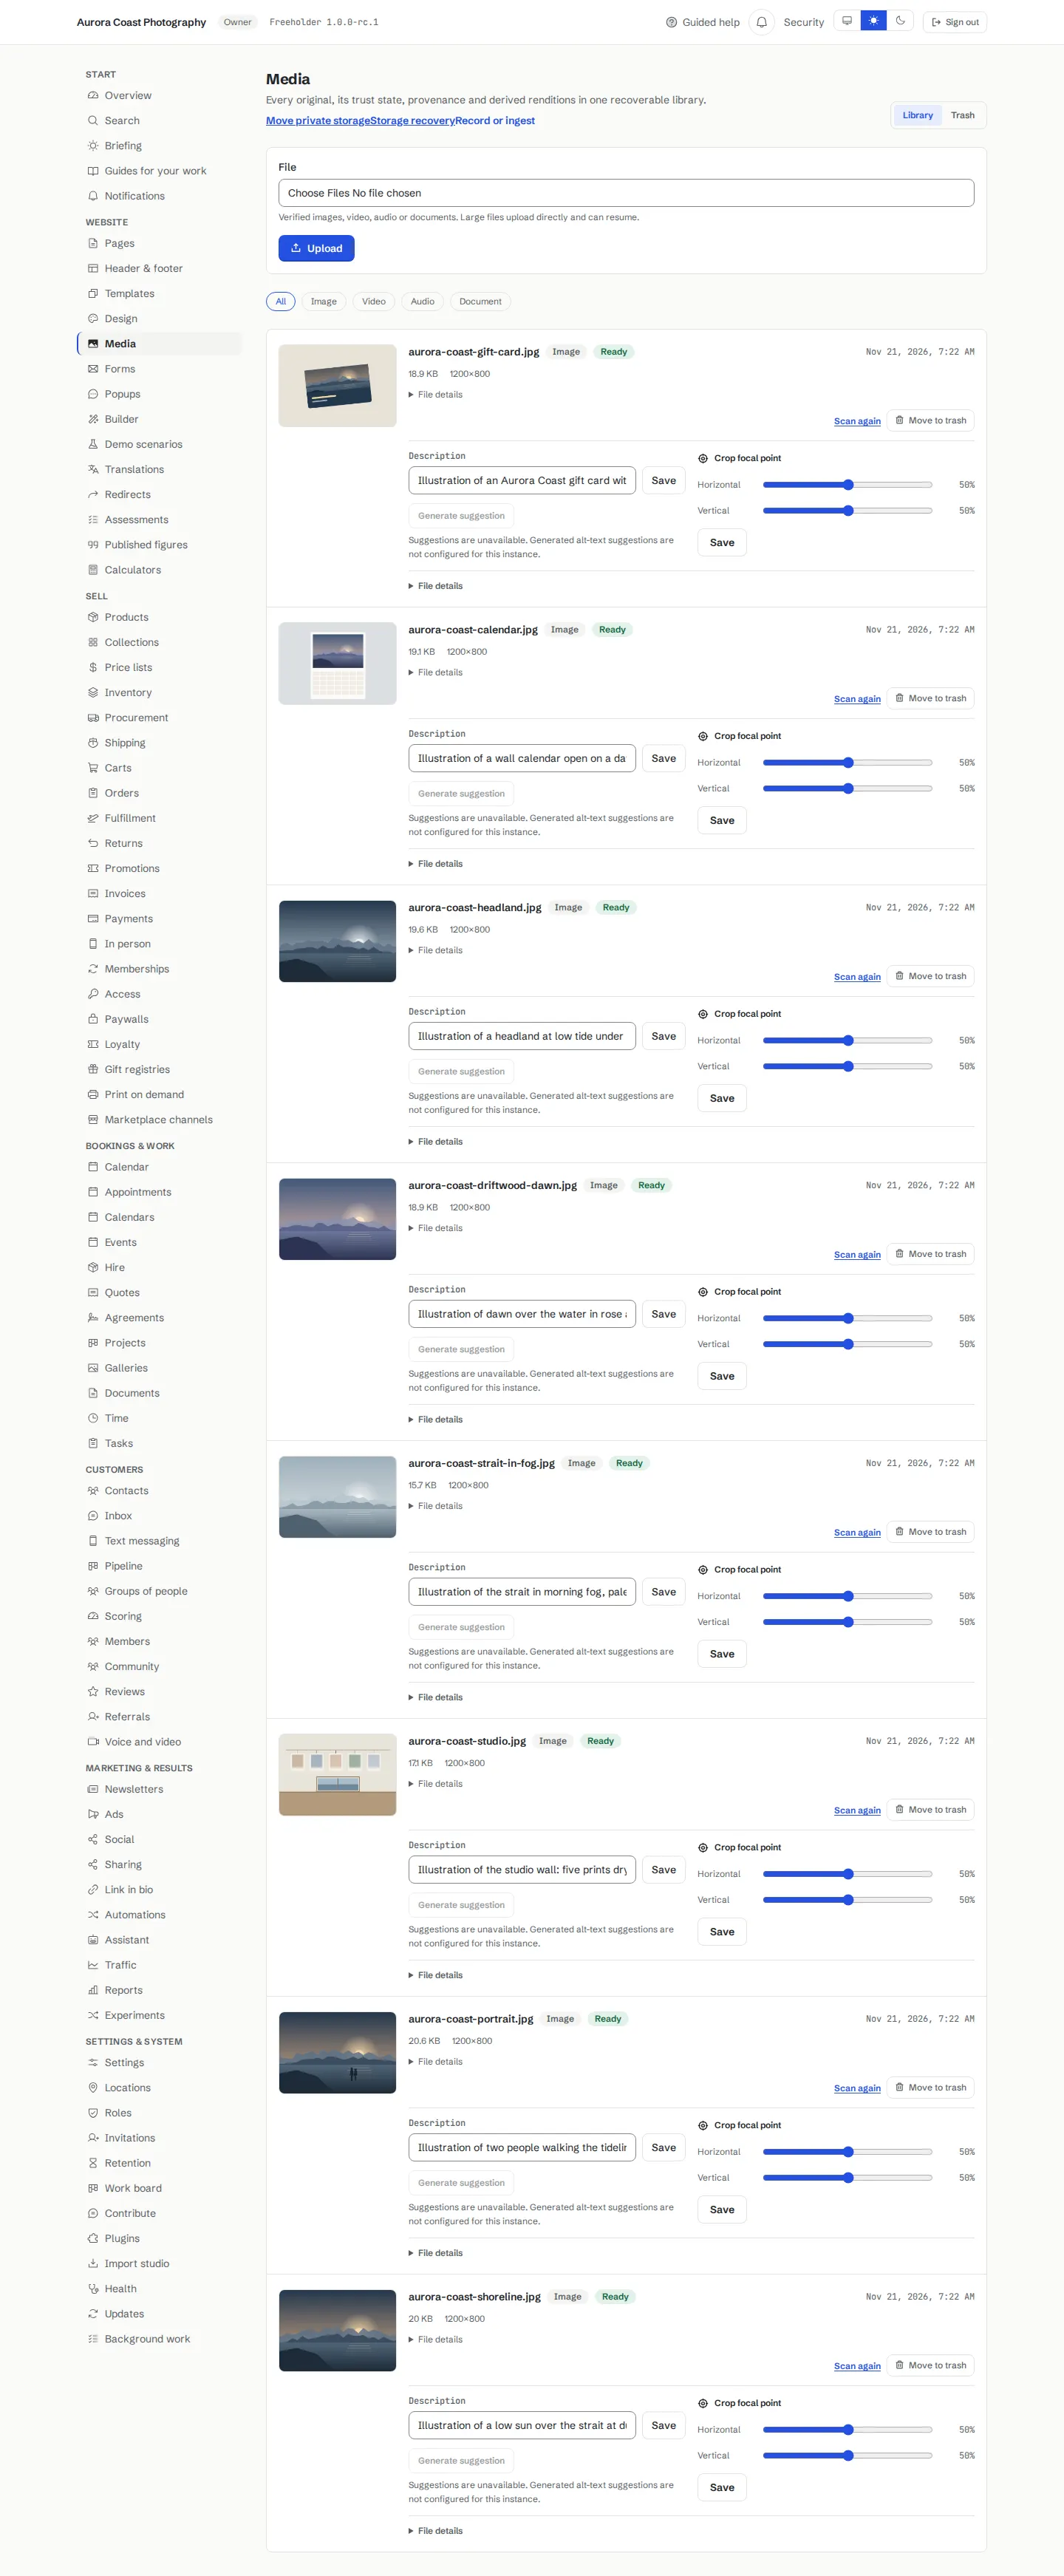 Aurora Coast Photography Owner Freeholder 1.0.0-rc.1 Guided help Security Sign out
START
Overview
Search
Briefing
Guides for your work
Notifications
WEBSITE
Pages
Header & footer
Templates
Design
Media
Forms
Popups
Builder
Demo scenarios
Translations
Redirects
Assessments
Published figures
Calculators
SELL
Products
Collections
Price lists
Inventory
Procurement
Shipping
Carts
Orders
Fulfillment
Returns
Promotions
Invoices
Payments
In person
Memberships
Access
Paywalls
Loyalty
Gift registries
Print on demand
Marketplace channels
BOOKINGS & WORK
Calendar
Appointments
Calendars
Events
Hire
Quotes
Agreements
Projects
Galleries
Documents
Time
Tasks
CUSTOMERS
Contacts
Inbox
Text messaging
Pipeline
Groups of people
Scoring
Members
Community
Reviews
Referrals
Voice and video
MARKETING & RESULTS
Newsletters
Ads
Social
Sharing
Link in bio
Automations
Assistant
Traffic
Reports
Experiments
SETTINGS & SYSTEM
Settings
Locations
Roles
Invitations
Retention
Work board
Contribute
Plugins
Import studio
Health
Updates
Background work
Media
Every original, its trust state, provenance and derived renditions in one recoverable library.
Move private storageStorage recoveryRecord or ingest
Library Trash
File
Choose Files No file chosen
Verified images, video, audio or documents. Large files upload directly and can resume.
Upload
All Image Video Audio Document
aurora-coast-gift-card.jpg Image Ready Nov 21, 2026, 7:22 AM
18.9 KB 1200×800
File details
Scan again Move to trash
Description
Illustration of an Aurora Coast gift card wit Save
Generate suggestion
Suggestions are unavailable. Generated alt-text suggestions are
not configured for this instance.
Crop focal point
Horizontal 50%
Vertical 50%
Save
File details
aurora-coast-calendar.jpg Image Ready Nov 21, 2026, 7:22 AM
19.1 KB 1200×800
File details
Scan again Move to trash
Description
Illustration of a wall calendar open on a da Save
Generate suggestion
Suggestions are unavailable. Generated alt-text suggestions are
not configured for this instance.
Crop focal point
Horizontal 50%
Vertical 50%
Save
File details
aurora-coast-headland.jpg Image Ready Nov 21, 2026, 7:22 AM
19.6 KB 1200×800
File details
Scan again Move to trash
Description
Illustration of a headland at low tide under Save
Generate suggestion
Suggestions are unavailable. Generated alt-text suggestions are
not configured for this instance.
Crop focal point
Horizontal 50%
Vertical 50%
Save
File details
aurora-coast-driftwood-dawn.jpg Image Ready Nov 21, 2026, 7:22 AM
18.9 KB 1200×800
File details
Scan again Move to trash
Description
Illustration of dawn over the water in rose Save
Generate suggestion
Suggestions are unavailable. Generated alt-text suggestions are
not configured for this instance.
Crop focal point
Horizontal 50%
Vertical 50%
Save
File details
aurora-coast-strait-in-fog.jpg Image Ready Nov 21, 2026, 7:22 AM
15.7 KB 1200×800
File details
Scan again Move to trash
Description
Illustration of the strait in morning fog, pale Save
Generate suggestion
Suggestions are unavailable. Generated alt-text suggestions are
not configured for this instance.
Crop focal point
Horizontal 50%
Vertical 50%
Save
File details
aurora-coast-studio.jpg Image Ready Nov 21, 2026, 7:22 AM
17.1 KB 1200×800
File details
Scan again Move to trash
Description
Illustration of the studio wall: five prints dry Save
Generate suggestion
Suggestions are unavailable. Generated alt-text suggestions are
not configured for this instance.
Crop focal point
Horizontal 50%
Vertical 50%
Save
File details
aurora-coast-portrait.jpg Image Ready Nov 21, 2026, 7:22 AM
20.6 KB 1200×800
File details
Scan again Move to trash
Description
Illustration of two people walking the tidelin Save
Generate suggestion
Suggestions are unavailable. Generated alt-text suggestions are
not configured for this instance.
Crop focal point
Horizontal 50%
Vertical 50%
Save
File details
aurora-coast-shoreline.jpg Image Ready Nov 21, 2026, 7:22 AM
20 KB 1200×800
File details
Scan again Move to trash
Description
Illustration of a low sun over the strait at du Save
Generate suggestion
Suggestions are unavailable. Generated alt-text suggestions are
not configured for this instance.
Crop focal point
Horizontal 50%
Vertical 50%
Save
File details